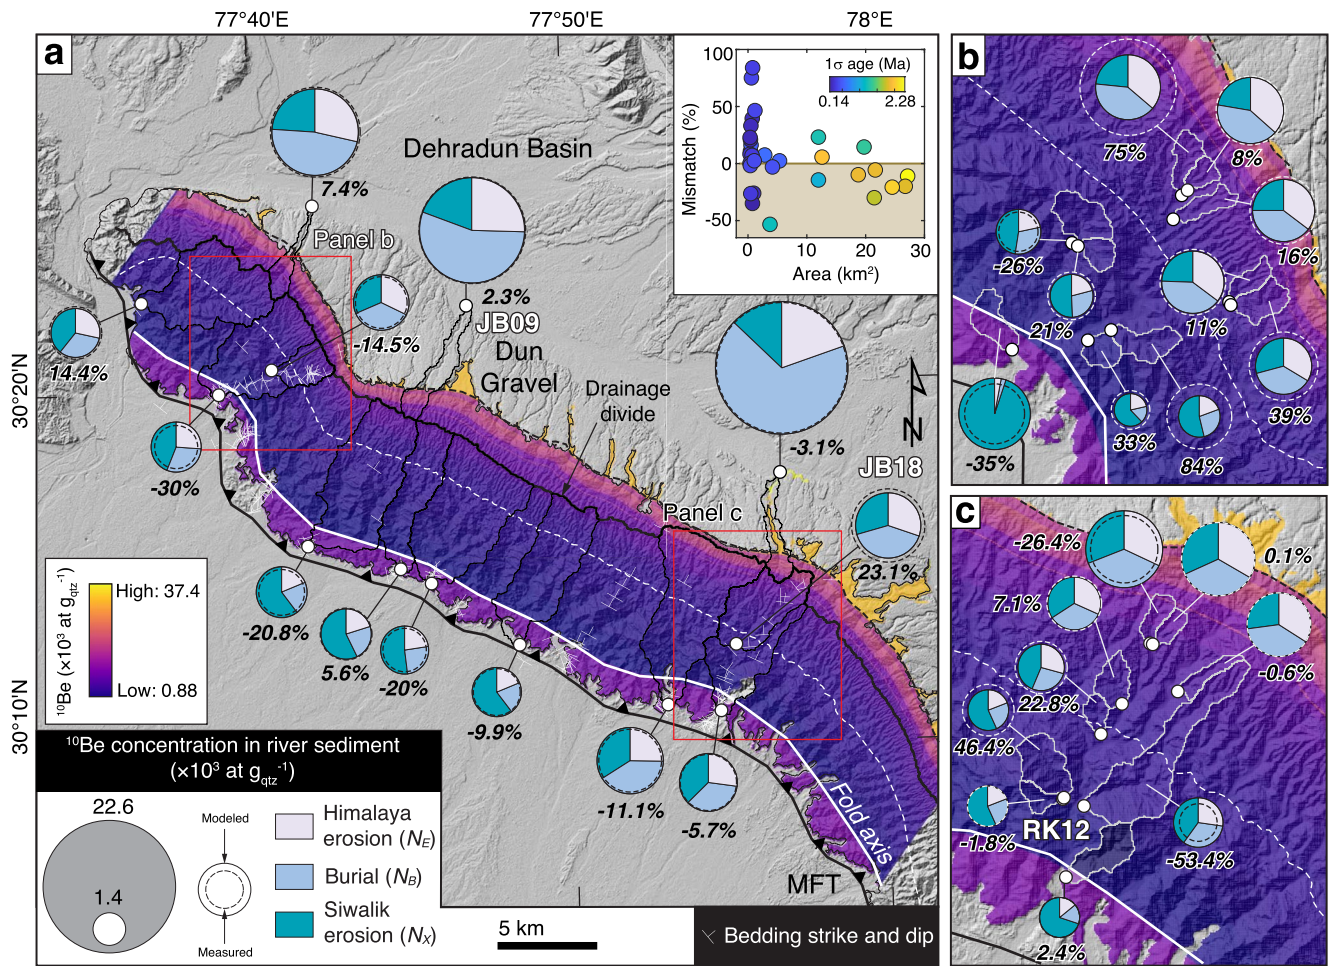 77°40'E
77°50'E
78°E
30°20'N
30°10'N
a
Dehradun Basin
7.4%
Panel b
2.3%
JB09
Dun
Gravel
-14.5%
14.4%
Drainage
divide
-3.1%
JB18
N
-30%
Panel c
23.1%
-20.8%
5.6%
-20%
-9.9%
-11.1%
-5.7%
Fold axis
MFT
100
50
0
-50
Mismatch (%)
0
10
20
30
Area (km²)
1σ age (Ma)
0.14
2.28
¹⁰Be (×10³ at g_qtz⁻¹)
High: 37.4
Low: 0.88
¹⁰Be concentration in river sediment
(×10³ at g_qtz⁻¹)
22.6
1.4
Modeled
Measured
Himalaya
erosion (N_E)
Burial (N_B)
Siwalik
erosion (N_X)
5 km
Bedding strike and dip
b
75%
8%
-26%
16%
21%
11%
39%
33%
84%
-35%
c
-26.4%
0.1%
7.1%
-0.6%
22.8%
46.4%
RK12
-1.8%
-53.4%
2.4%